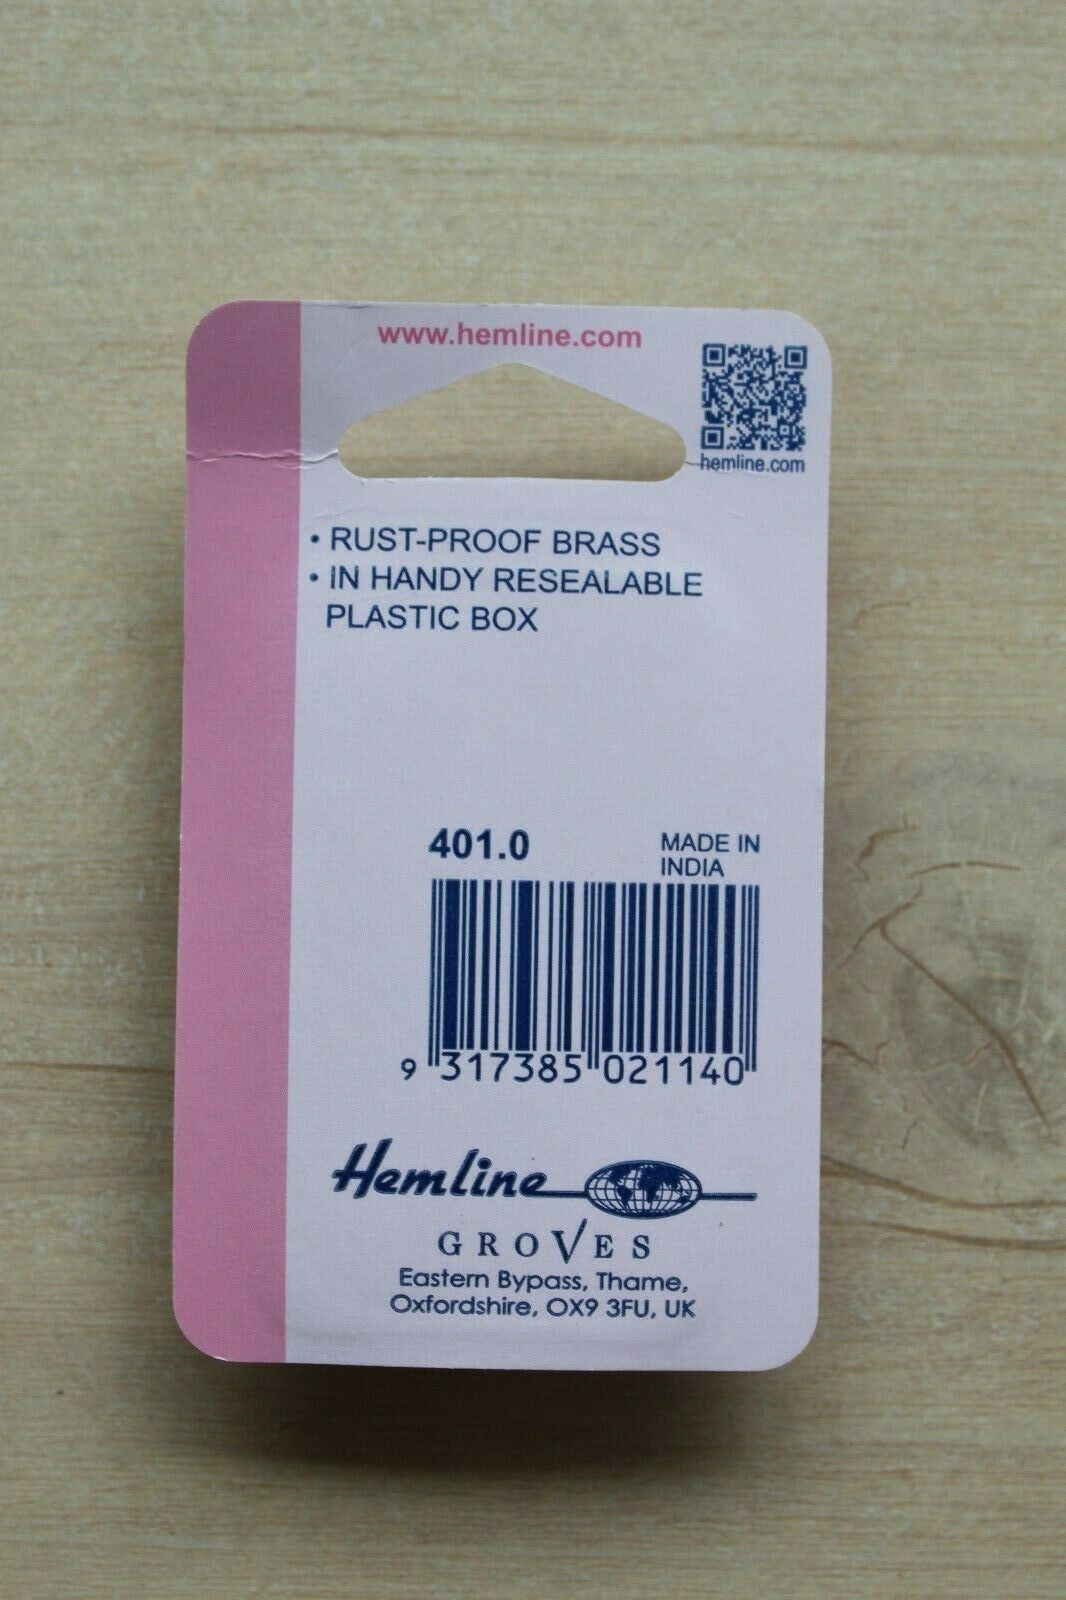 www.hemline.com
hemline.com
• RUST-PROOF BRASS
• IN HANDY RESEALABLE
PLASTIC BOX
401.0
MADE IN
INDIA
9 317385 021140
Hemline
GROVES
Eastern Bypass, Thame,
Oxfordshire, OX9 3FU, UK